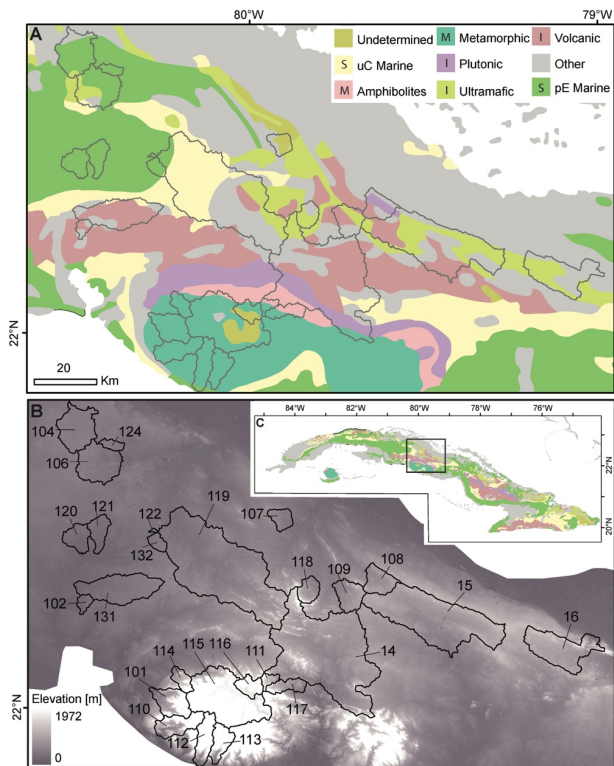 80°W 79°W
A
Undetermined M Metamorphic I Volcanic
S uC Marine I Plutonic Other
M Amphibolites I Ultramafic S pE Marine
22°N
20
Km
B
C
84°W 82°W 80°W 78°W 76°W
22°N
20°N
104
124
106
120
121
122
119
132
107
118
109
108
15
16
102
131
114
115
116
111
14
101
110
117
112
113
Elevation [m]
1972
0
22°N